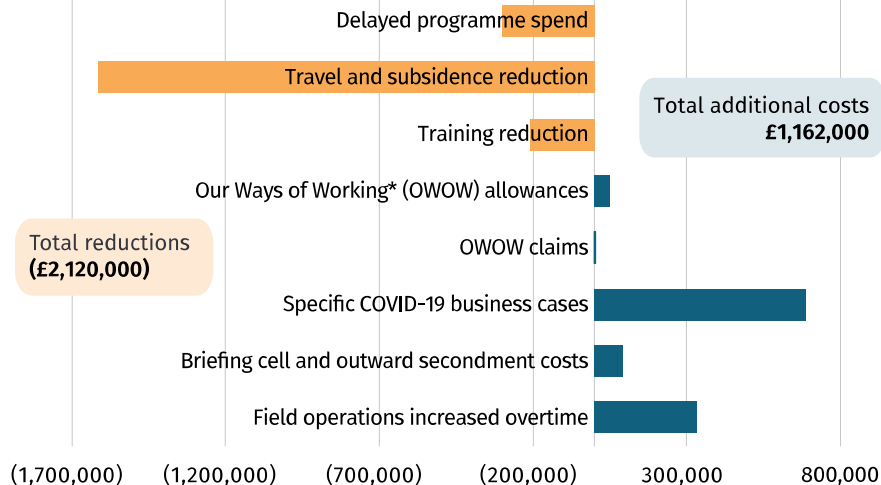 Delayed programme spend
Travel and subsidence reduction
Total additional costs
£1,162,000
Training reduction
Our Ways of Working* (OWOW) allowances
Total reductions
(£2,120,000)
OWOW claims
Specific COVID-19 business cases
Briefing cell and outward secondment costs
Field operations increased overtime
(1,700,000) (1,200,000) (700,000) (200,000) 300,000 800,000